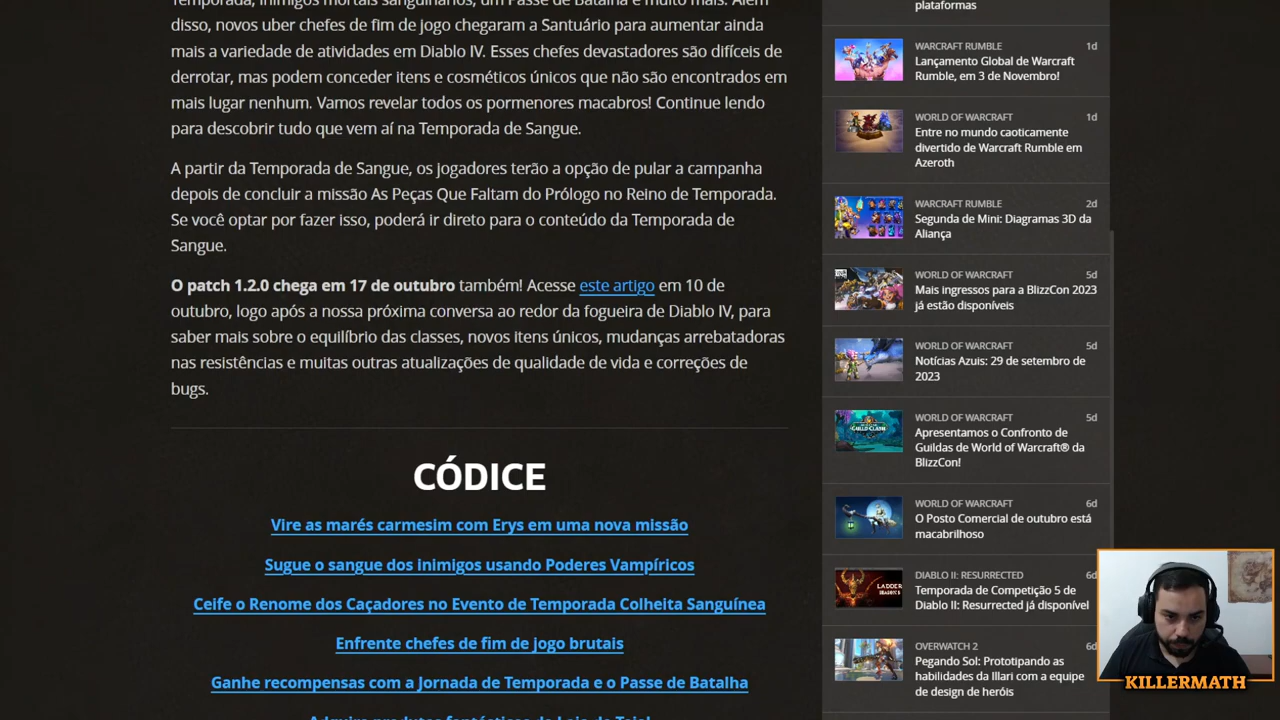 Temporada, inimigos mortais sanguinários, um Passe de Batalha e muito mais. Além
disso, novos uber chefes de fim de jogo chegaram a Santuário para aumentar ainda
mais a variedade de atividades em Diablo IV. Esses chefes devastadores são difíceis de
derrotar, mas podem conceder itens e cosméticos únicos que não são encontrados em
mais lugar nenhum. Vamos revelar todos os pormenores macabros! Continue lendo
para descobrir tudo que vem aí na Temporada de Sangue.
A partir da Temporada de Sangue, os jogadores terão a opção de pular a campanha
depois de concluir a missão As Peças Que Faltam do Prólogo no Reino de Temporada.
Se você optar por fazer isso, poderá ir direto para o conteúdo da Temporada de
Sangue.
O patch 1.2.0 chega em 17 de outubro também! Acesse este artigo em 10 de
outubro, logo após a nossa próxima conversa ao redor da fogueira de Diablo IV, para
saber mais sobre o equilíbrio das classes, novos itens únicos, mudanças arrebatadoras
nas resistências e muitas outras atualizações de qualidade de vida e correções de
bugs.
CÓDICE
Vire as marés carmesim com Erys em uma nova missão
Sugue o sangue dos inimigos usando Poderes Vampíricos
Ceife o Renome dos Caçadores no Evento de Temporada Colheita Sanguínea
Enfrente chefes de fim de jogo brutais
Ganhe recompensas com a Jornada de Temporada e o Passe de Batalha
Adquira produtos fantásticos da Loja de Tejal
plataformas
WARCRAFT RUMBLE 1d
Lançamento Global de Warcraft
Rumble, em 3 de Novembro!
WORLD OF WARCRAFT 1d
Entre no mundo caoticamente
divertido de Warcraft Rumble em
Azeroth
WARCRAFT RUMBLE 2d
Segunda de Mini: Diagramas 3D da
Aliança
WORLD OF WARCRAFT 5d
Mais ingressos para a BlizzCon 2023
já estão disponíveis
WORLD OF WARCRAFT 5d
Notícias Azuis: 29 de setembro de
2023
WORLD OF WARCRAFT 5d
Apresentamos o Confronto de
Guildas de World of Warcraft® da
BlizzCon!
WORLD OF WARCRAFT 6d
O Posto Comercial de outubro está
macabrilhoso
DIABLO II: RESURRECTED 6d
Temporada de Competição 5 de
Diablo II: Resurrected já disponível
OVERWATCH 2 6d
Pegando Sol: Prototipando as
habilidades da Illari com a equipe
de design de heróis
KILLERMATH